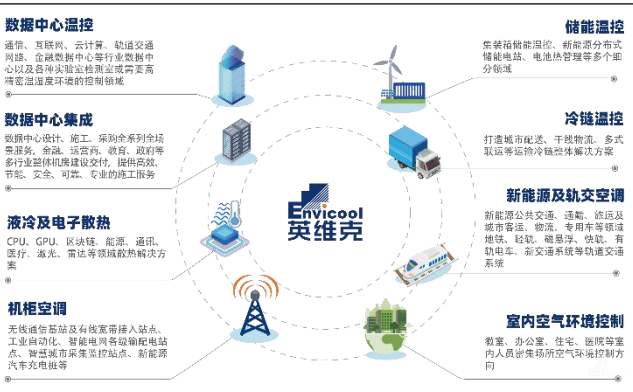 数据中心温控
通信、互联网、云计算、轨道交通
网路、金融数据中心等行业数据中
心以及各种实验室检测室或需要高
精密温湿度环境的控制领域
数据中心集成
数据中心设计、施工、采购全系列全场
景服务，金融、运营商、教育、政府等
多行业整体机房建设交付，提供高效、
节能、安全、可靠、专业的施工服务
液冷及电子散热
CPU、GPU、区块链、能源、通讯、
医疗、激光、雷达等领域散热解决方
案
机柜空调
无线通信基站及有线宽带接入站点、
工业自动化、智能电网各级输配电站
点、智慧城市采集监控站点、新能源
汽车充电桩等
Envicool
英维克
储能温控
集装箱储能温控、新能源分布式
储能电站、电池热管理等多个细
分领域
冷链温控
打造城市配送、干线物流、多式
联运等运输冷链整体解决方案
新能源及轨交空调
新能源公共交通、通勤、旅运及
城市客运、物流、专用车等领域
地铁、轻轨、磁悬浮、快轨、有
轨电车、新交通系统等轨道交通
系统
室内空气环境控制
教室、办公室、住宅、医院等室
内人员密集场所空气环境控制方
向